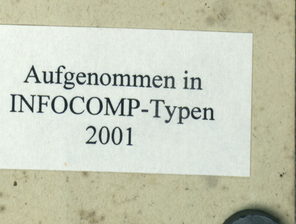 Aufgenommen in
INFOCOMP-Typen
2001